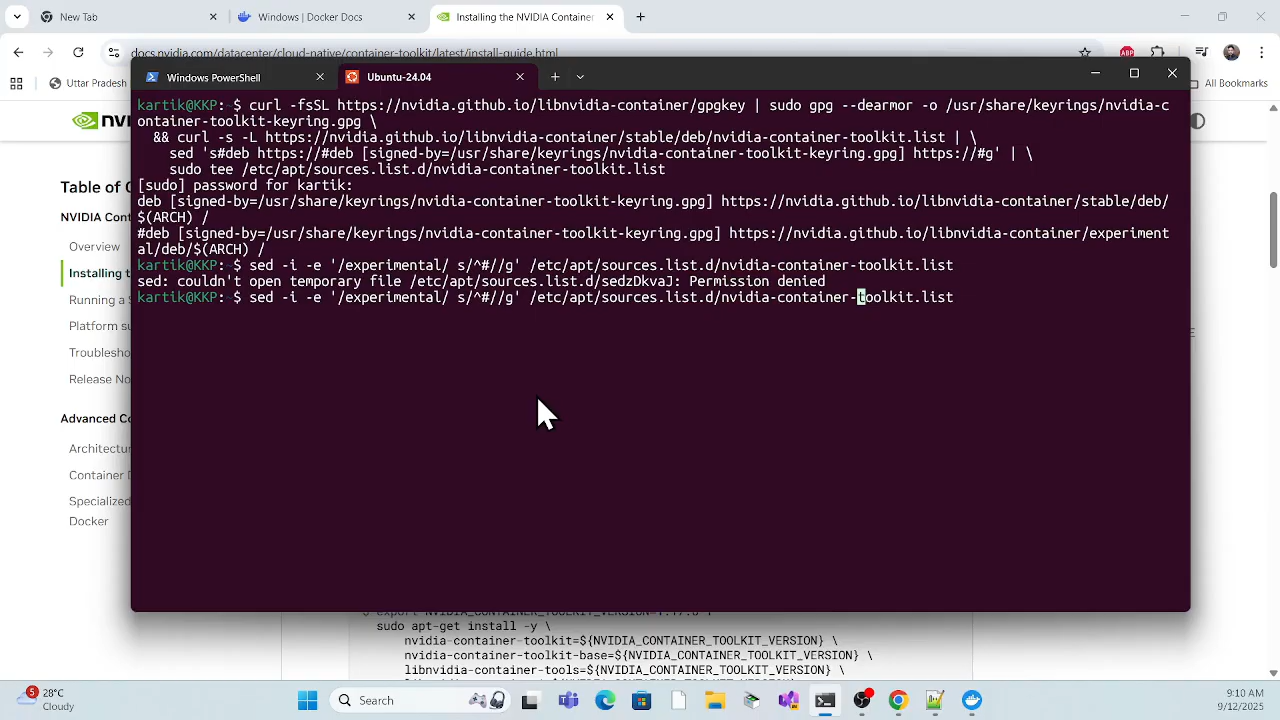 New Tab
Windows | Docker Docs
Installing the NVIDIA Container
docs.nvidia.com/datacenter/cloud-native/container-toolkit/latest/install-guide.html
ABP
Uttar Pradesh
All Bookmarks
Windows PowerShell
Ubuntu-24.04
kartik@KKP:~$ curl -fsSL https://nvidia.github.io/libnvidia-container/gpgkey | sudo gpg --dearmor -o /usr/share/keyrings/nvidia-c
ontainer-toolkit-keyring.gpg \
&& curl -s -L https://nvidia.github.io/libnvidia-container/stable/deb/nvidia-container-toolkit.list | \
sed 's#deb https://#deb [signed-by=/usr/share/keyrings/nvidia-container-toolkit-keyring.gpg] https://#g' | \
sudo tee /etc/apt/sources.list.d/nvidia-container-toolkit.list
[sudo] password for kartik:
deb [signed-by=/usr/share/keyrings/nvidia-container-toolkit-keyring.gpg] https://nvidia.github.io/libnvidia-container/stable/deb/
$(ARCH) /
#deb [signed-by=/usr/share/keyrings/nvidia-container-toolkit-keyring.gpg] https://nvidia.github.io/libnvidia-container/experiment
al/deb/$(ARCH) /
kartik@KKP:~$ sed -i -e '/experimental/ s/^#//g' /etc/apt/sources.list.d/nvidia-container-toolkit.list
sed: couldn't open temporary file /etc/apt/sources.list.d/sedzDkvaJ: Permission denied
kartik@KKP:~$ sed -i -e '/experimental/ s/^#//g' /etc/apt/sources.list.d/nvidia-container-toolkit.list
Table of
NVIDIA Cont
Overview
Installing t
Running a S
Platform su
Troublesho
Release No
Advanced Co
Architectur
Container
Specialized
Docker
sudo apt-get install -y \
nvidia-container-toolkit=${NVIDIA_CONTAINER_TOOLKIT_VERSION} \
nvidia-container-toolkit-base=${NVIDIA_CONTAINER_TOOLKIT_VERSION} \
libnvidia-container-tools=${NVIDIA_CONTAINER_TOOLKIT_VERSION} \
5
28°C
Cloudy
Search
9:10 AM
9/12/2025